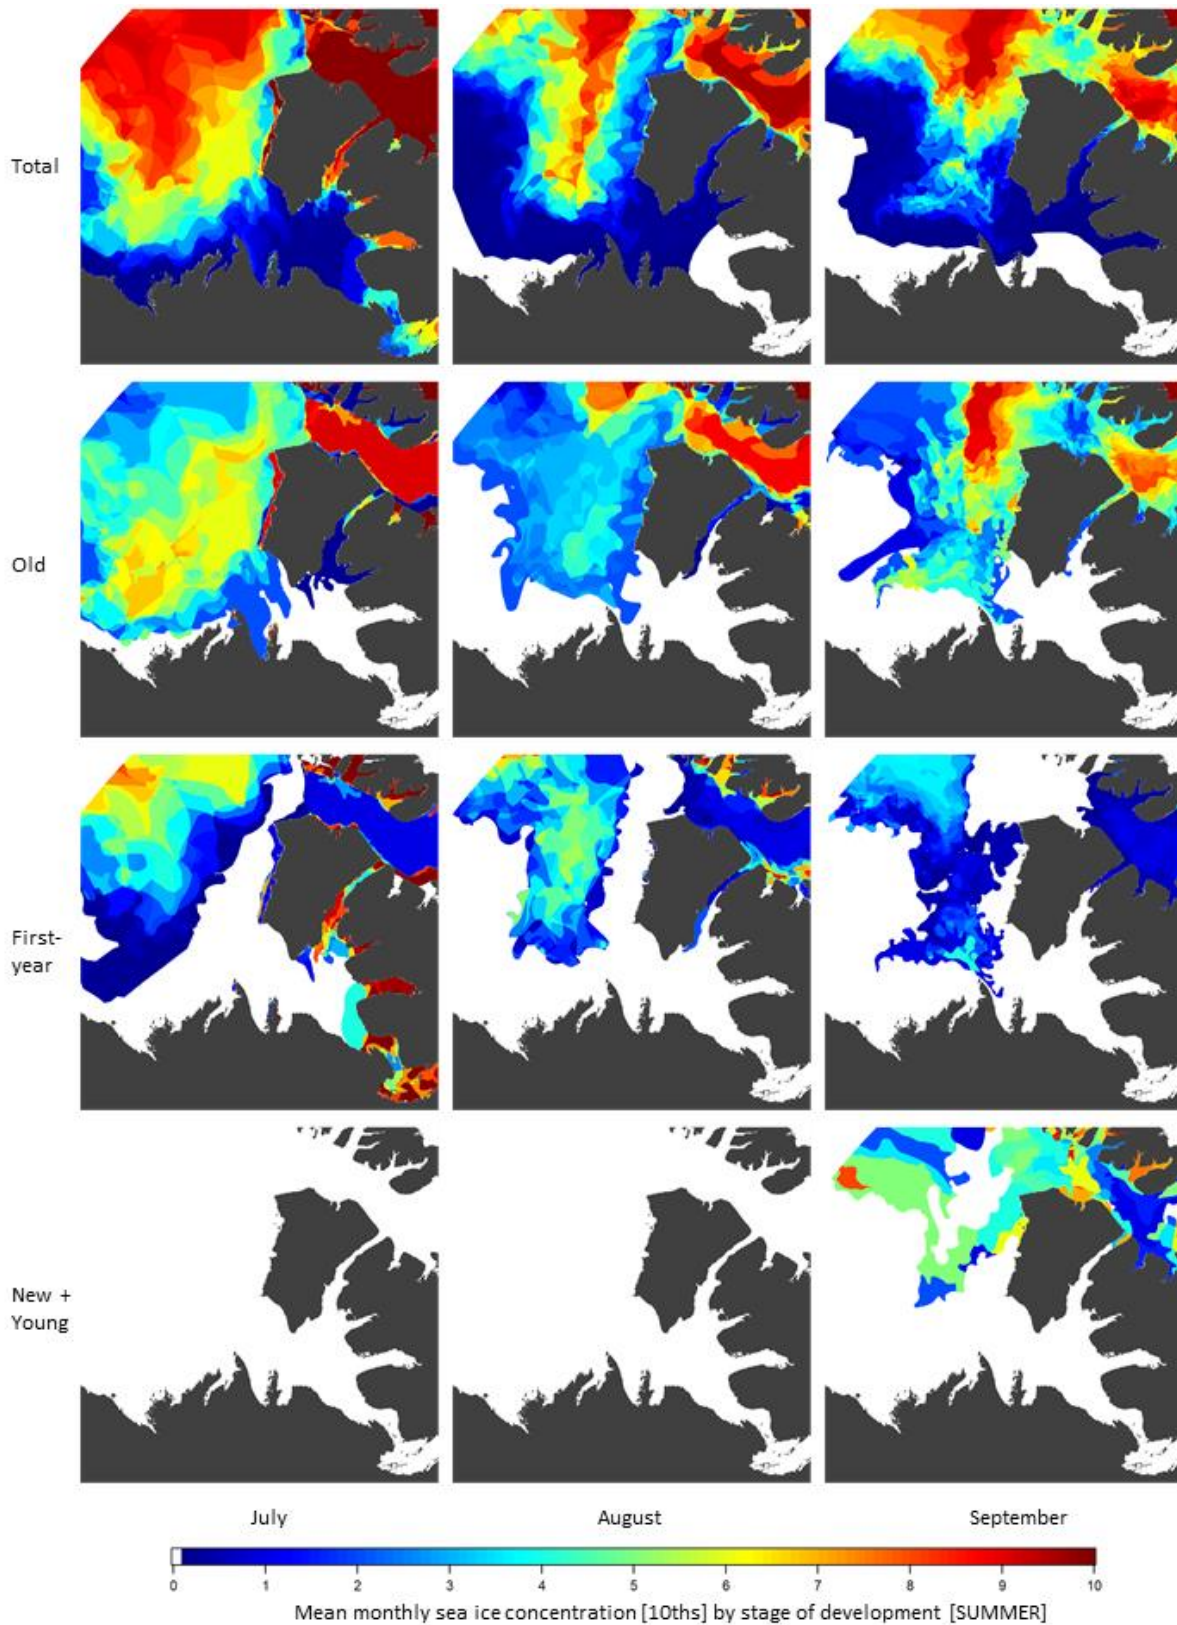 Total
Old
First-
year
New +
Young
July
August
September
0 1 2 3 4 5 6 7 8 9 10
Mean monthly sea ice concentration [10ths] by stage of development [SUMMER]